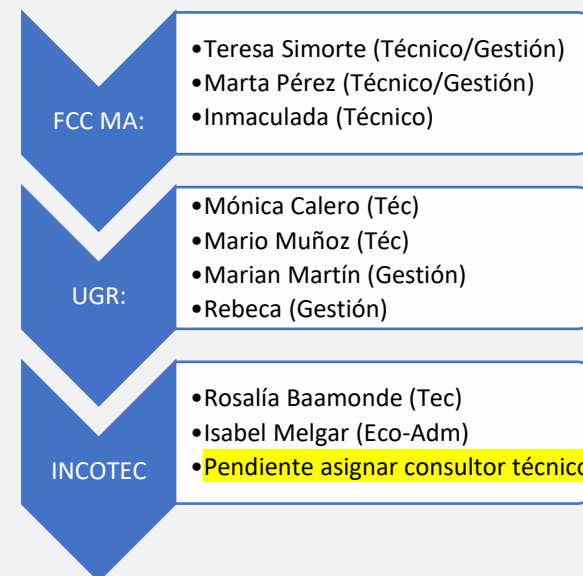 FCC MA:
•Teresa Simorte (Técnico/Gestión)
•Marta Pérez (Técnico/Gestión)
•Inmaculada (Técnico)
UGR:
•Mónica Calero (Téc)
•Mario Muñoz (Téc)
•Marian Martín (Gestión)
•Rebeca (Gestión)
INCOTEC
•Rosalía Baamonde (Tec)
•Isabel Melgar (Eco-Adm)
•Pendiente asignar consultor técnico